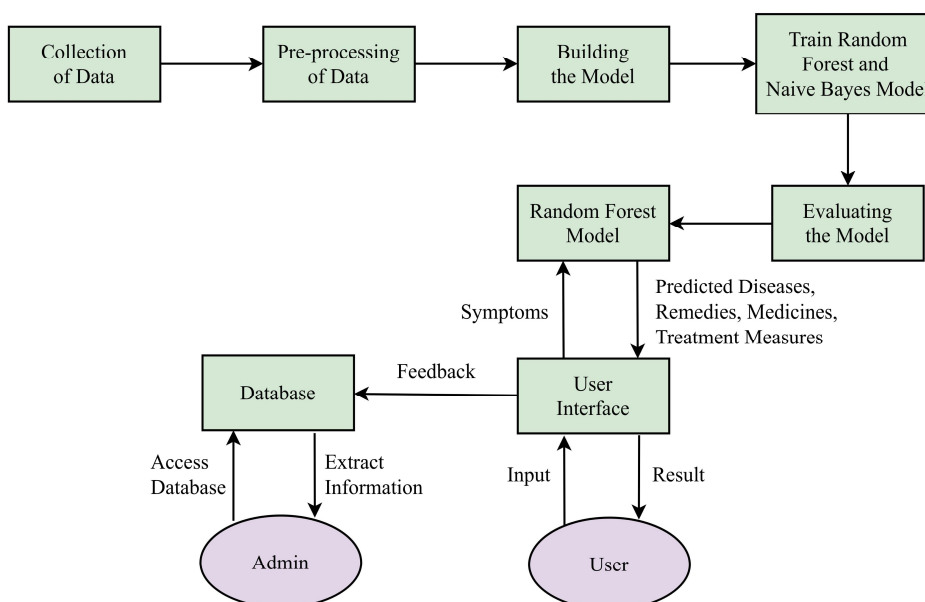 Collection
of Data
Pre-processing
of Data
Building
the Model
Train Random
Forest and
Naive Bayes Model
Random Forest
Model
Evaluating
the Model
Symptoms
Predicted Diseases,
Remedies, Medicines,
Treatment Measures
Database
Feedback
User
Interface
Access
Database
Extract
Information
Input
Result
Admin
User